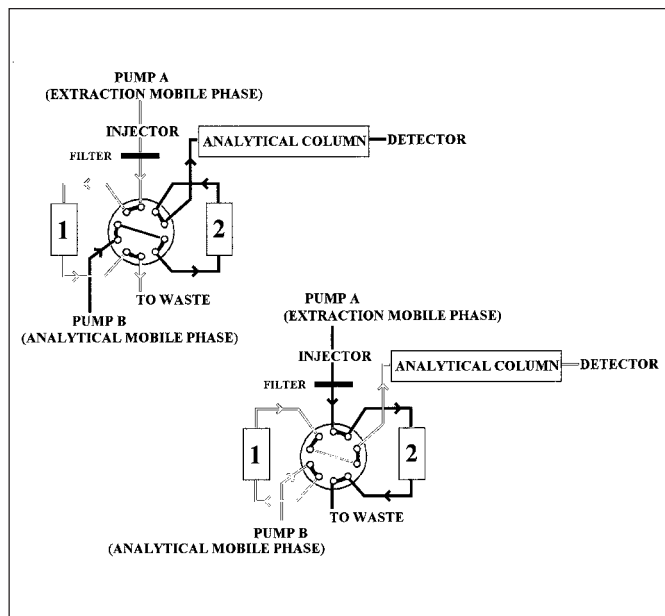 PUMP A
(EXTRACTION MOBILE PHASE)
INJECTOR
ANALYTICAL COLUMN
DETECTOR
FILTER
1
2
TO WASTE
PUMP B
(ANALYTICAL MOBILE PHASE)
PUMP A
(EXTRACTION MOBILE PHASE)
INJECTOR
ANALYTICAL COLUMN
DETECTOR
FILTER
1
2
TO WASTE
PUMP B
(ANALYTICAL MOBILE PHASE)